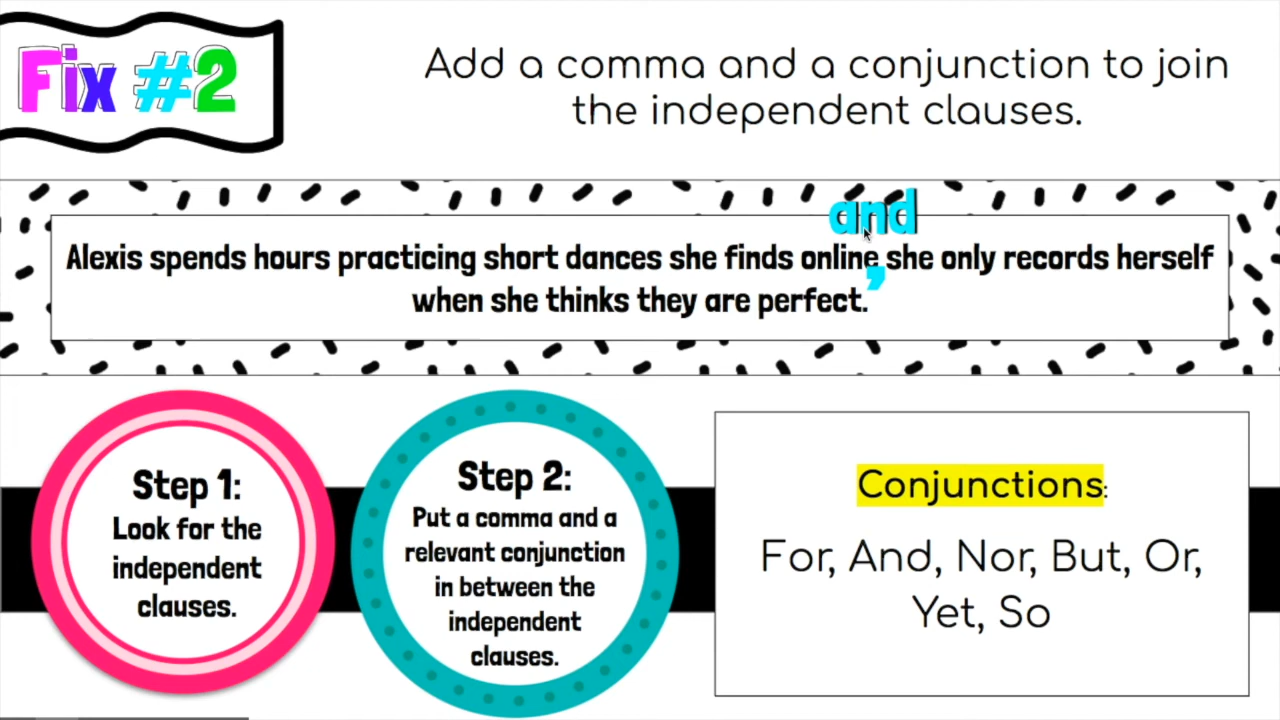 Fix #2
Add a comma and a conjunction to join
the independent clauses.
and
Alexis spends hours practicing short dances she finds online she only records herself
,
when she thinks they are perfect.
Step 1:
Look for the
independent
clauses.
Step 2:
Put a comma and a
relevant conjunction
in between the
independent
clauses.
Conjunctions:
For, And, Nor, But, Or,
Yet, So